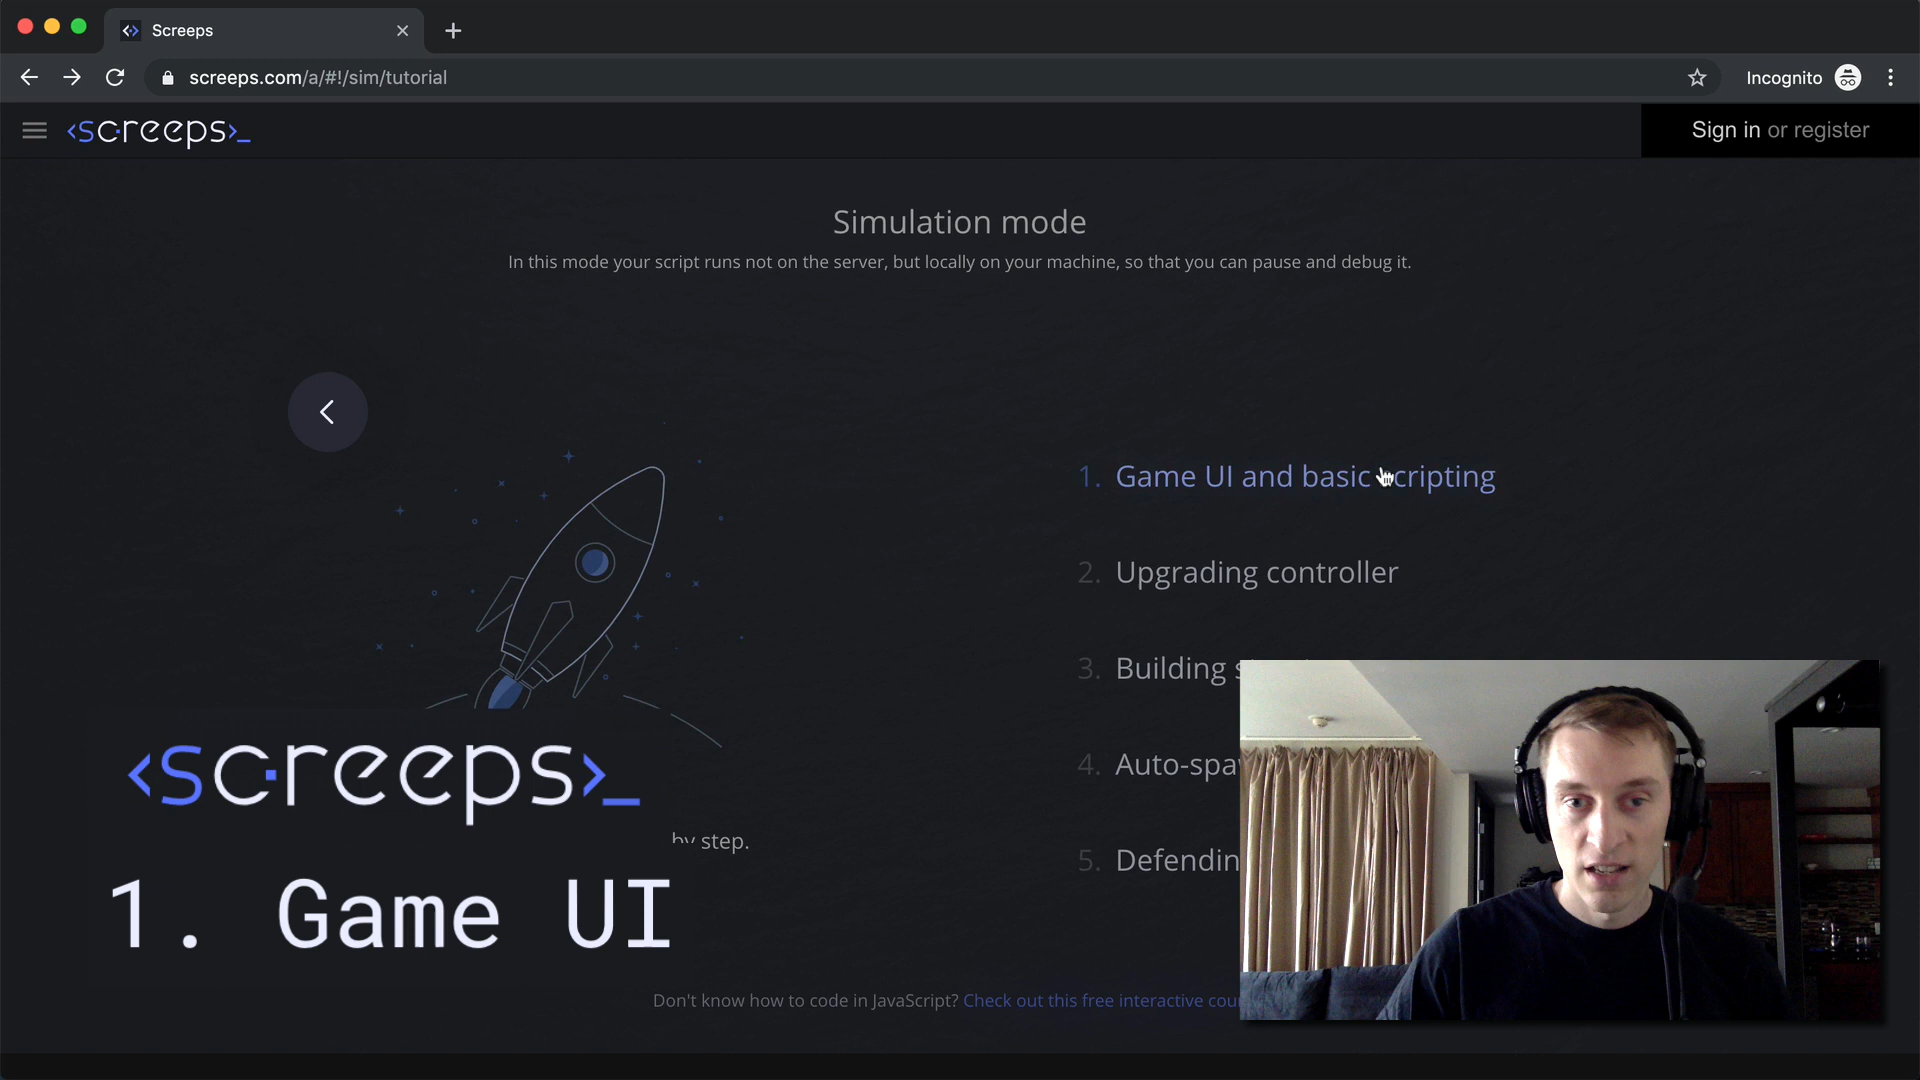 Screeps
screeps.com/a/#!/sim/tutorial
Incognito
<screeps>_
Sign in or register
Simulation mode
In this mode your script runs not on the server, but locally on your machine, so that you can pause and debug it.
1. Game UI and basic scripting
2. Upgrading controller
3. Building
4. Auto-spa
5. Defendin
<screeps>_
by step.
1. Game UI
Don't know how to code in JavaScript? Check out this free interactive cou